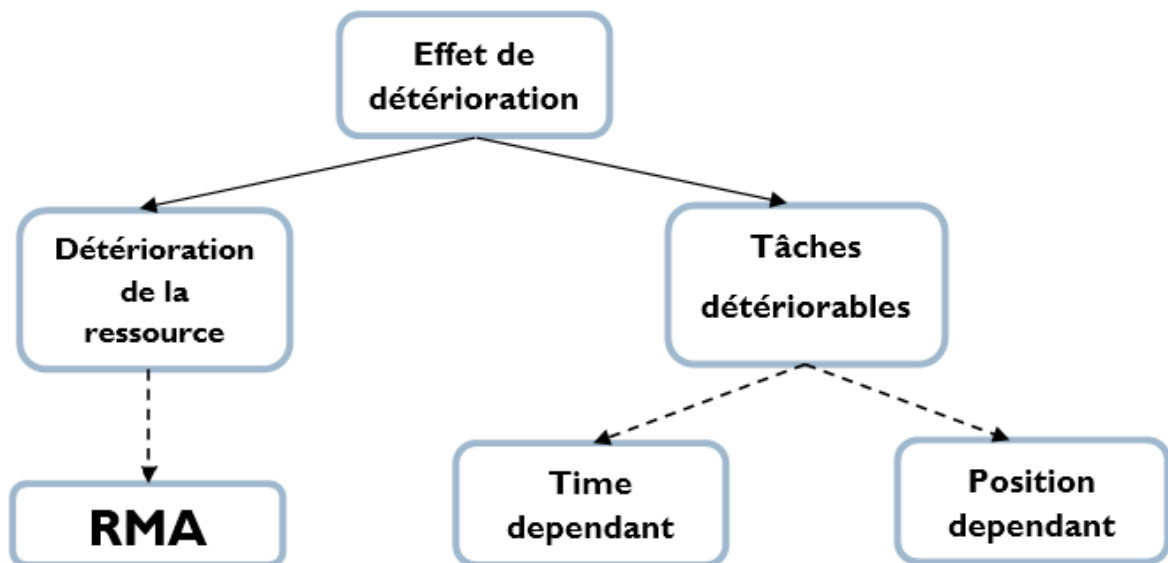 Effet de
détérioration
Détérioration
de la
ressource
Tâches
détériorables
RMA
Time
dependant
Position
dependant